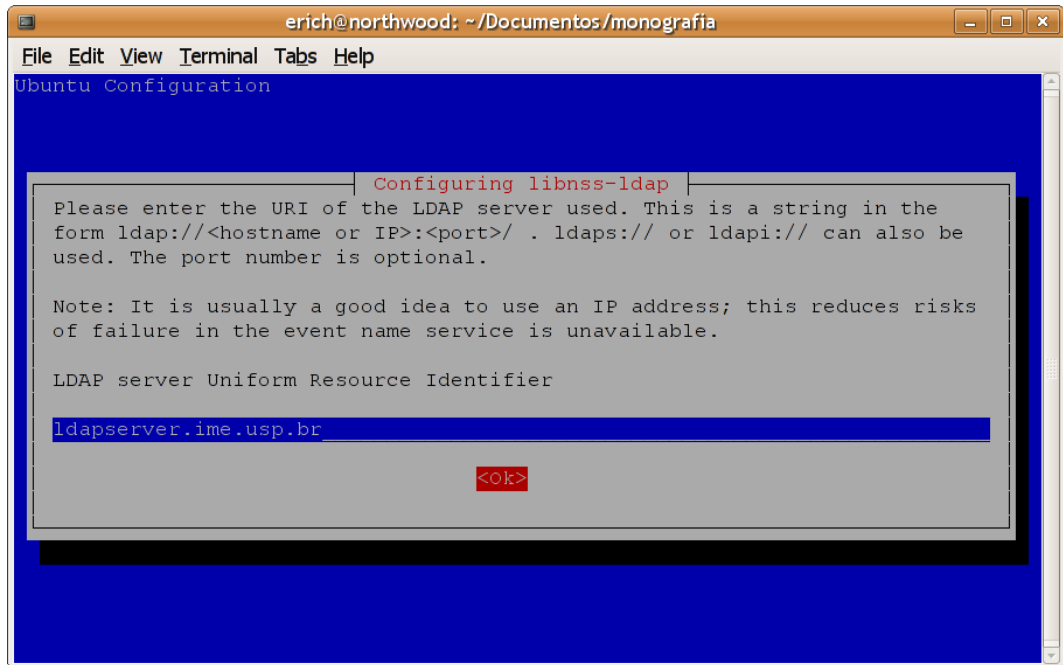 erich@northwood: ~/Documentos/monografia
File Edit View Terminal Tabs Help
Ubuntu Configuration
Configuring libnss-ldap
Please enter the URI of the LDAP server used. This is a string in the
form ldap://<hostname or IP>:<port>/ . ldaps:// or ldapi:// can also be
used. The port number is optional.
Note: It is usually a good idea to use an IP address; this reduces risks
of failure in the event name service is unavailable.
LDAP server Uniform Resource Identifier
ldapserver.ime.usp.br
<Ok>